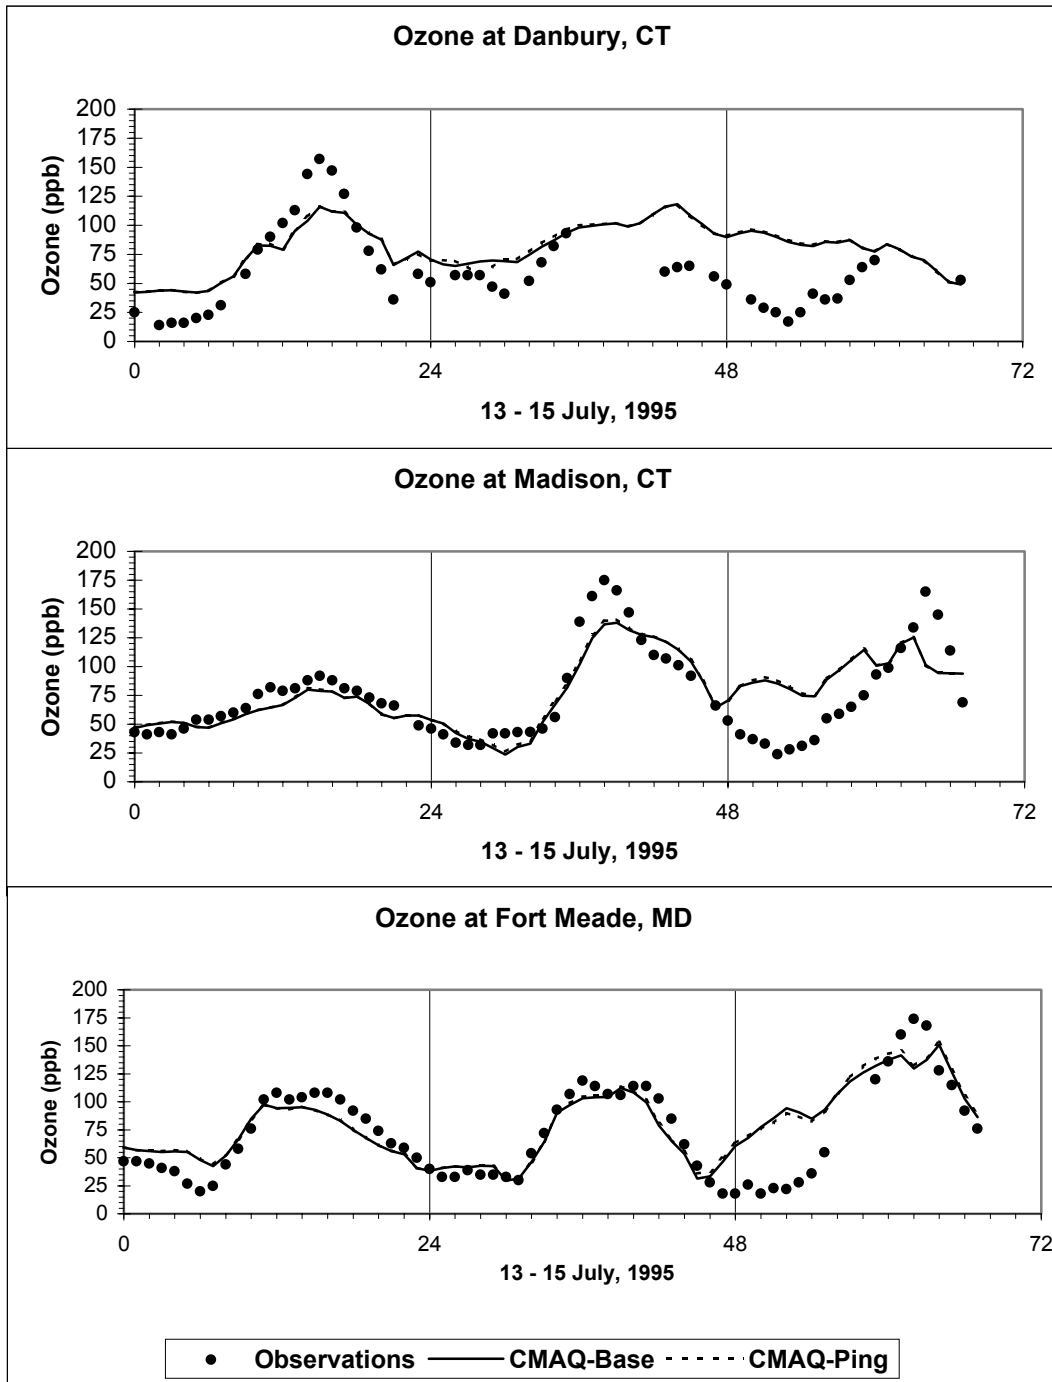 Ozone at Danbury, CT
Ozone (ppb)
200
175
150
125
100
75
50
25
0
0 24 48 72
13 - 15 July, 1995
Ozone at Madison, CT
Ozone (ppb)
200
175
150
125
100
75
50
25
0
0 24 48 72
13 - 15 July, 1995
Ozone at Fort Meade, MD
Ozone (ppb)
200
175
150
125
100
75
50
25
0
0 24 48 72
13 - 15 July, 1995
Observations CMAQ-Base CMAQ-Ping